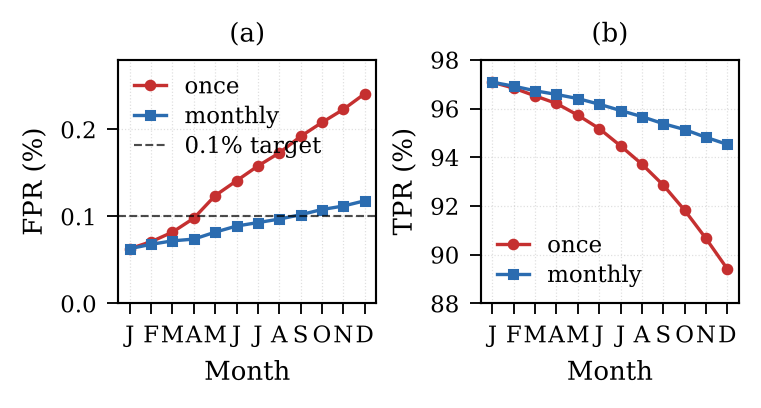 (a)
once
monthly
0.1% target
FPR (%)
0.2
0.1
0.0
J F M A M J J A S O N D
Month
(b)
once
monthly
TPR (%)
98
96
94
92
90
88
J F M A M J J A S O N D
Month